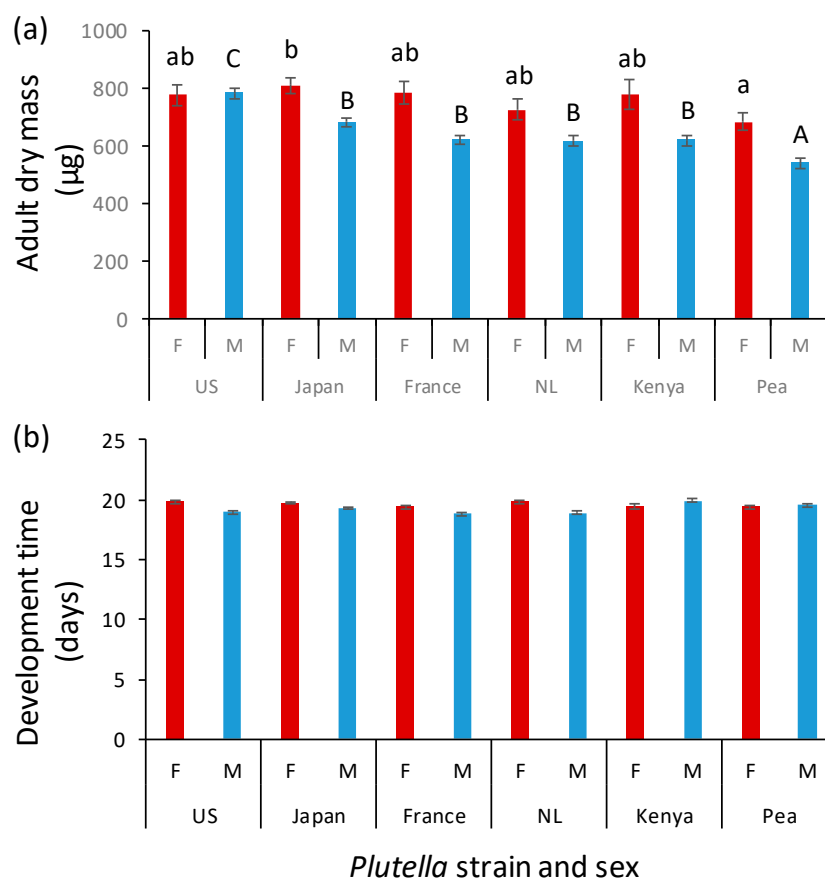 (a)
Adult dry mass
(µg)
1000
800
600
400
200
0
ab C b B ab B ab B ab B a A
F M F M F M F M F M F M
US Japan France NL Kenya Pea
(b)
Development time
(days)
25
20
15
10
5
0
F M F M F M F M F M F M
US Japan France NL Kenya Pea
Plutella strain and sex